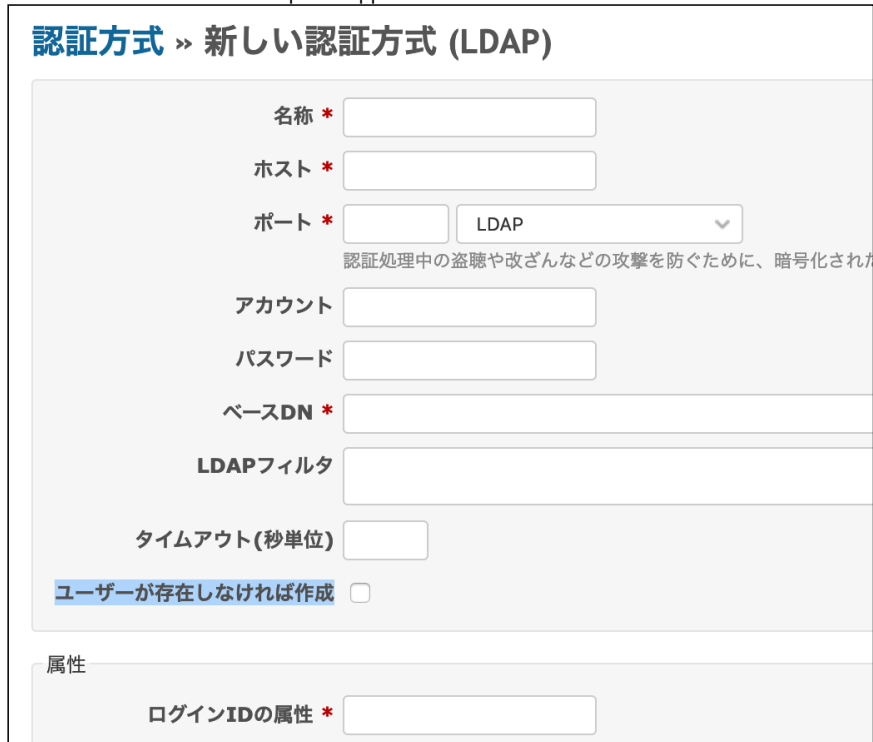 認証方式 » 新しい認証方式 (LDAP)
名称 *
ホスト *
ポート * LDAP
認証処理中の盗聴や改ざんなどの攻撃を防ぐために、暗号化された
アカウント
パスワード
ベースDN *
LDAPフィルタ
タイムアウト(秒単位)
ユーザーが存在しなければ作成
属性
ログインIDの属性 *